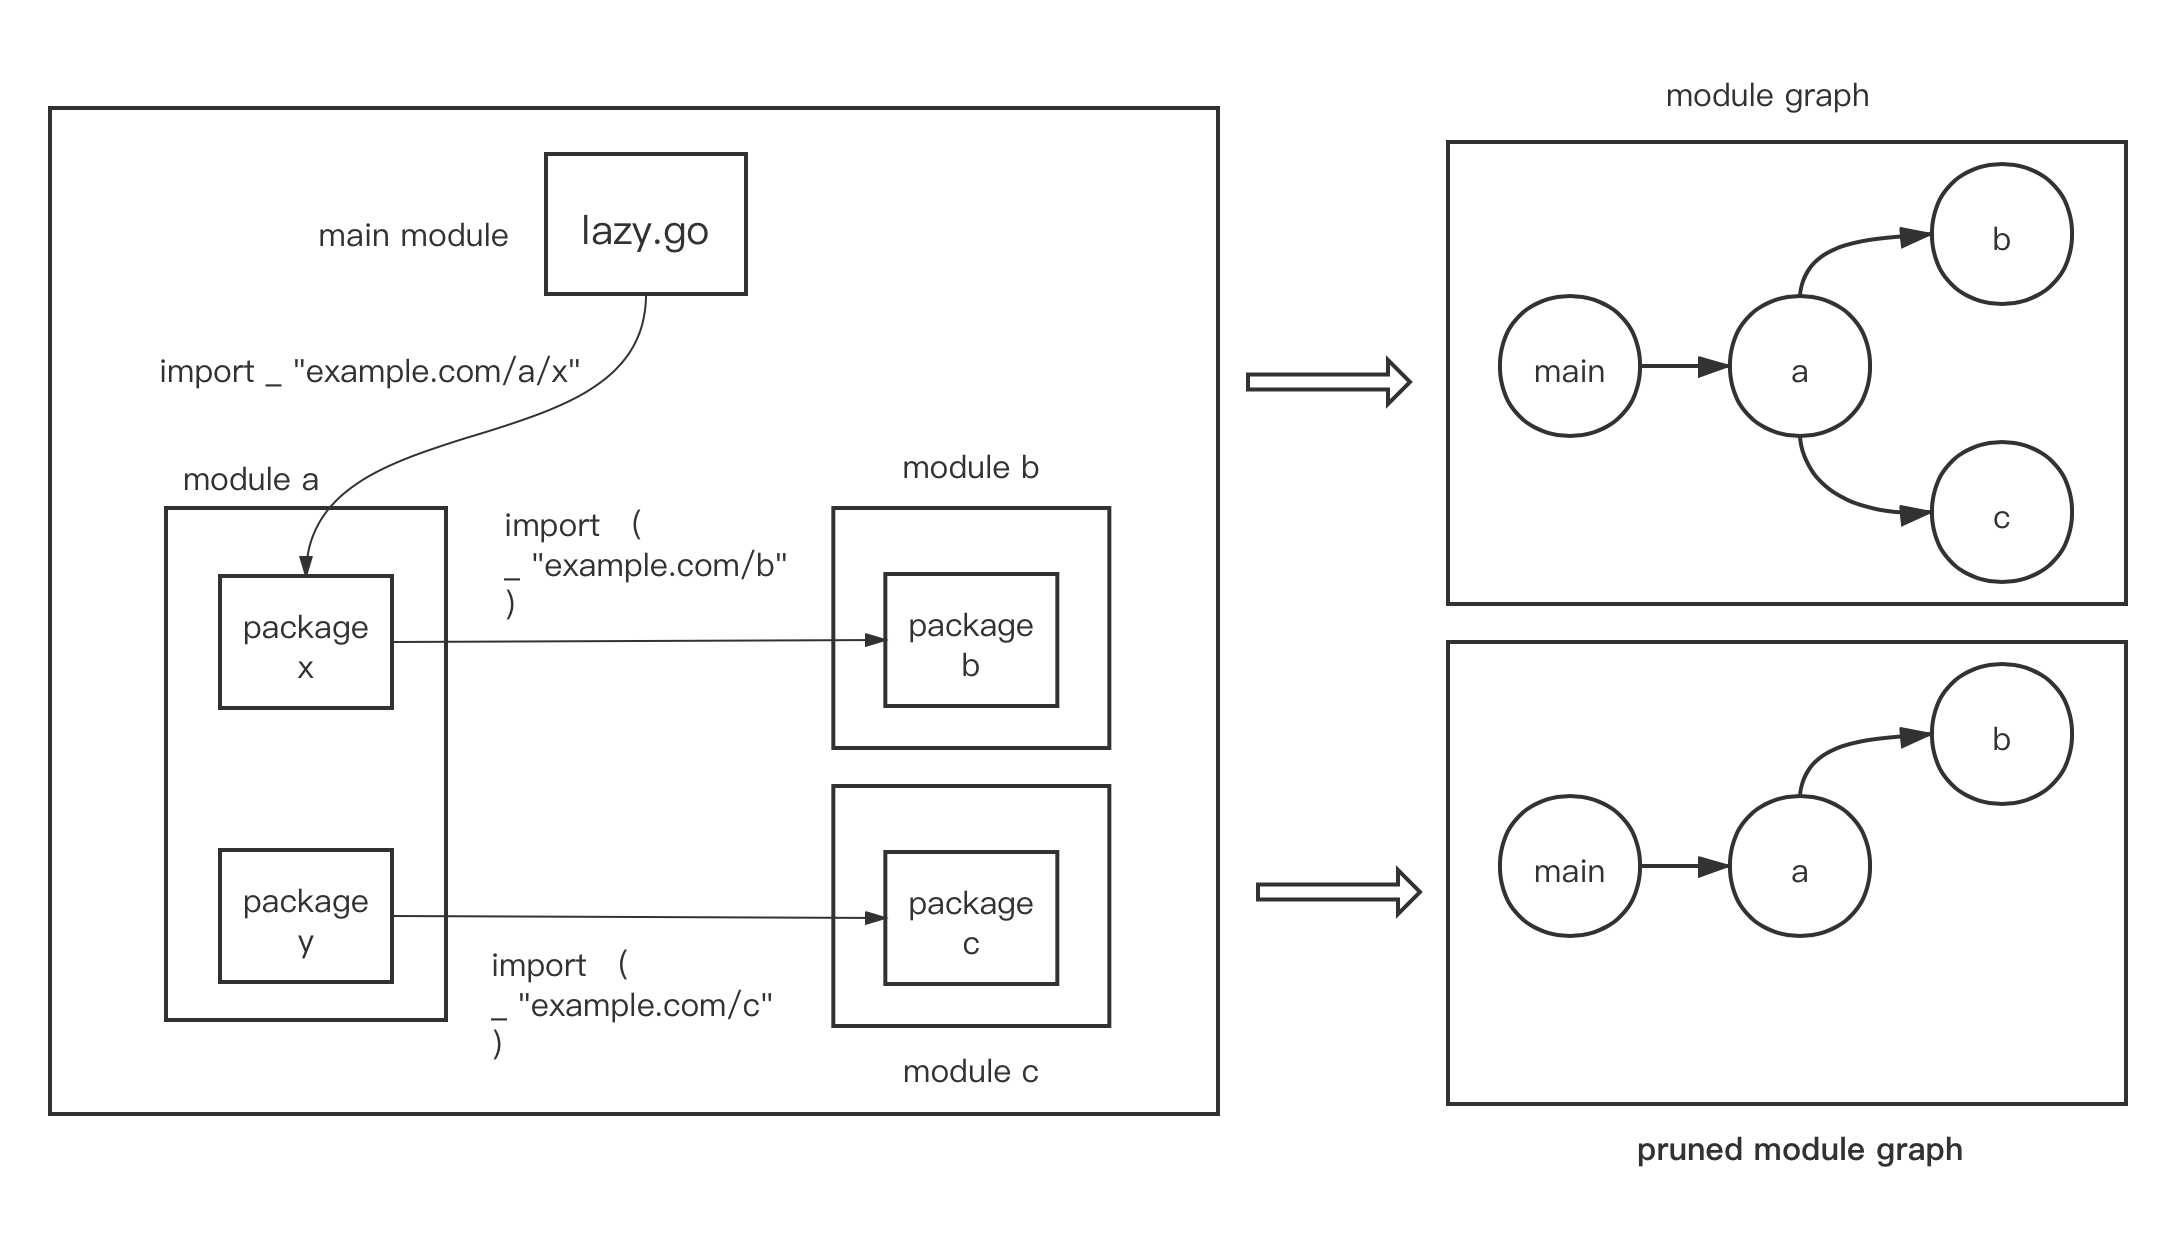 module graph
lazy.go
main module
import _ "example.com/a/x"
module a
module b
import (
_ "example.com/b"
)
package
x
package
b
package
y
package
c
import (
_ "example.com/c"
)
module c
main
a
b
c
main
a
b
pruned module graph